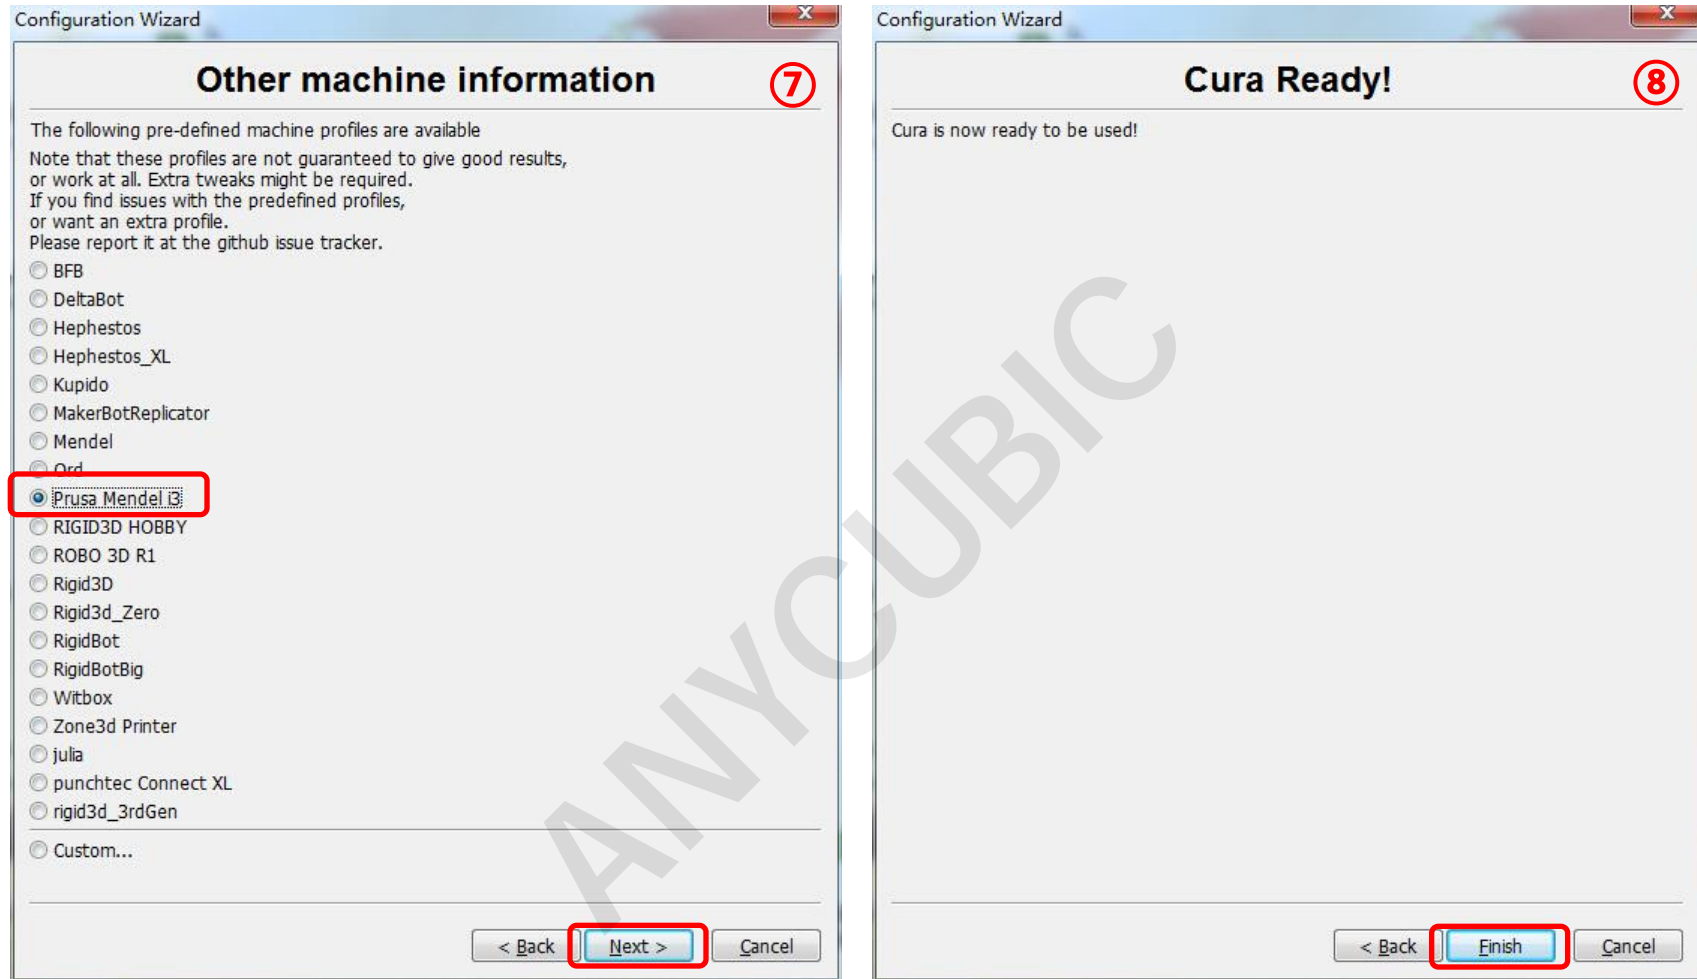 Configuration Wizard
X
Other machine information
⑦
The following pre-defined machine profiles are available
Note that these profiles are not guaranteed to give good results,
or work at all. Extra tweaks might be required.
If you find issues with the predefined profiles,
or want an extra profile.
Please report it at the github issue tracker.
BFB
DeltaBot
Hephestos
Hephestos_XL
Kupido
MakerBotReplicator
Mendel
Ord
Prusa Mendel i3
RIGID3D HOBBY
ROBO 3D R1
Rigid3D
Rigid3d_Zero
RigidBot
RigidBotBig
Witbox
Zone3d Printer
julia
punchtec Connect XL
rigid3d_3rdGen
Custom...
< Back
Next >
Cancel
Configuration Wizard
X
Cura Ready!
⑧
Cura is now ready to be used!
< Back
Finish
Cancel
ANYCUBIC